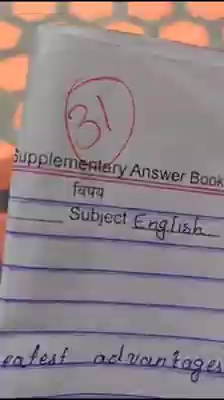 31
Supplementary Answer Book
विषय
Subject English
eatest advantages